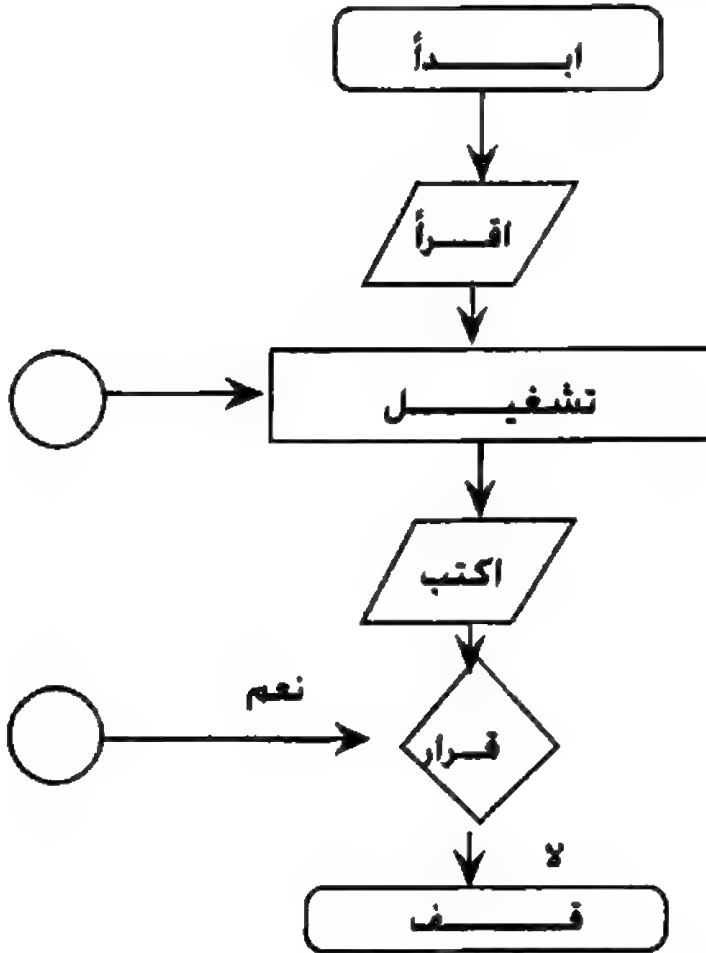 ابدأ
اقرأ
تشغيل
اكتب
نعم
قرار
لا
قف